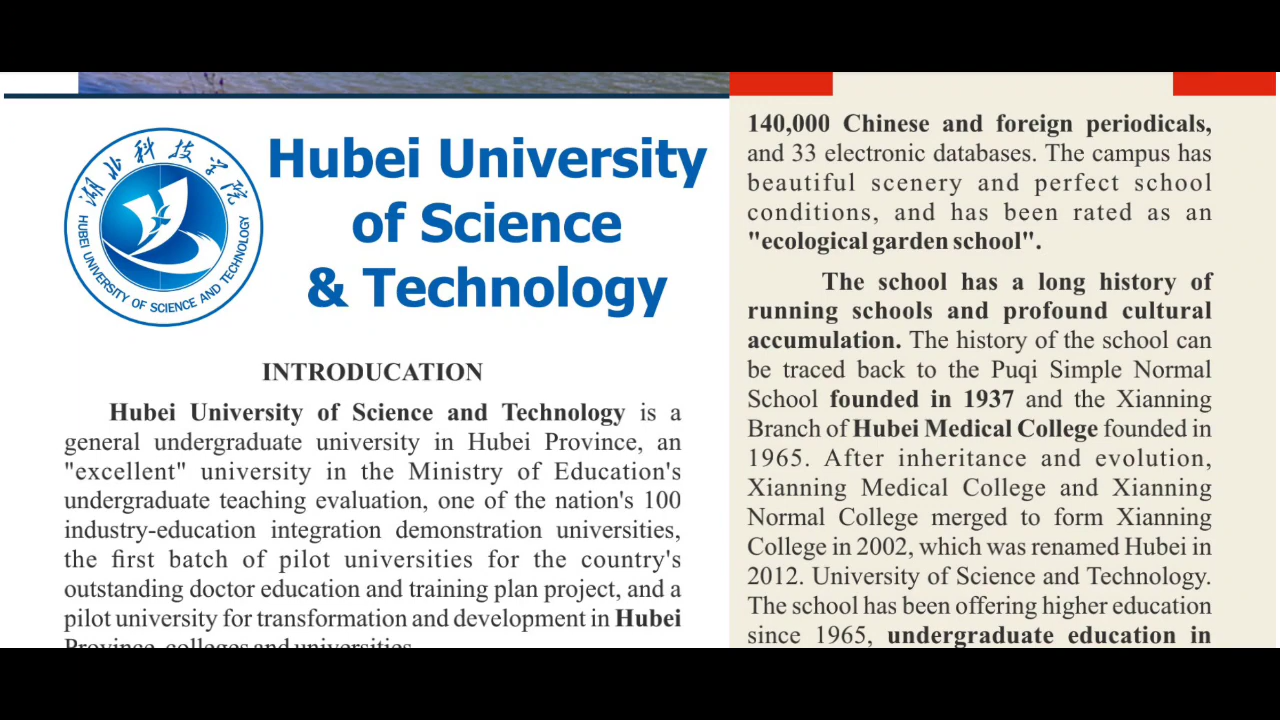 湖北科技学院
HUBEI UNIVERSITY OF SCIENCE AND TECHNOLOGY
Hubei University
of Science
& Technology
INTRODUCATION
Hubei University of Science and Technology is a
general undergraduate university in Hubei Province, an
"excellent" university in the Ministry of Education's
undergraduate teaching evaluation, one of the nation's 100
industry-education integration demonstration universities,
the first batch of pilot universities for the country's
outstanding doctor education and training plan project, and a
pilot university for transformation and development in Hubei
Province, colleges and universities.
140,000 Chinese and foreign periodicals,
and 33 electronic databases. The campus has
beautiful scenery and perfect school
conditions, and has been rated as an
"ecological garden school".
The school has a long history of
running schools and profound cultural
accumulation. The history of the school can
be traced back to the Puqi Simple Normal
School founded in 1937 and the Xianning
Branch of Hubei Medical College founded in
1965. After inheritance and evolution,
Xianning Medical College and Xianning
Normal College merged to form Xianning
College in 2002, which was renamed Hubei in
2012. University of Science and Technology.
The school has been offering higher education
since 1965, undergraduate education in